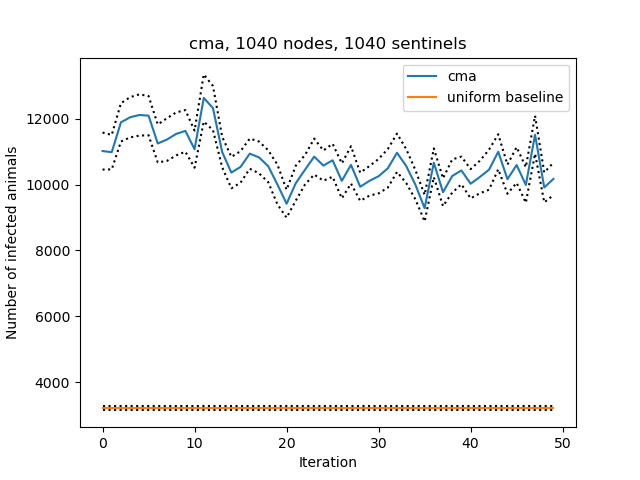 cma, 1040 nodes, 1040 sentinels
cma
uniform baseline
12000
10000
8000
6000
4000
Number of infected animals
0 10 20 30 40 50
Iteration